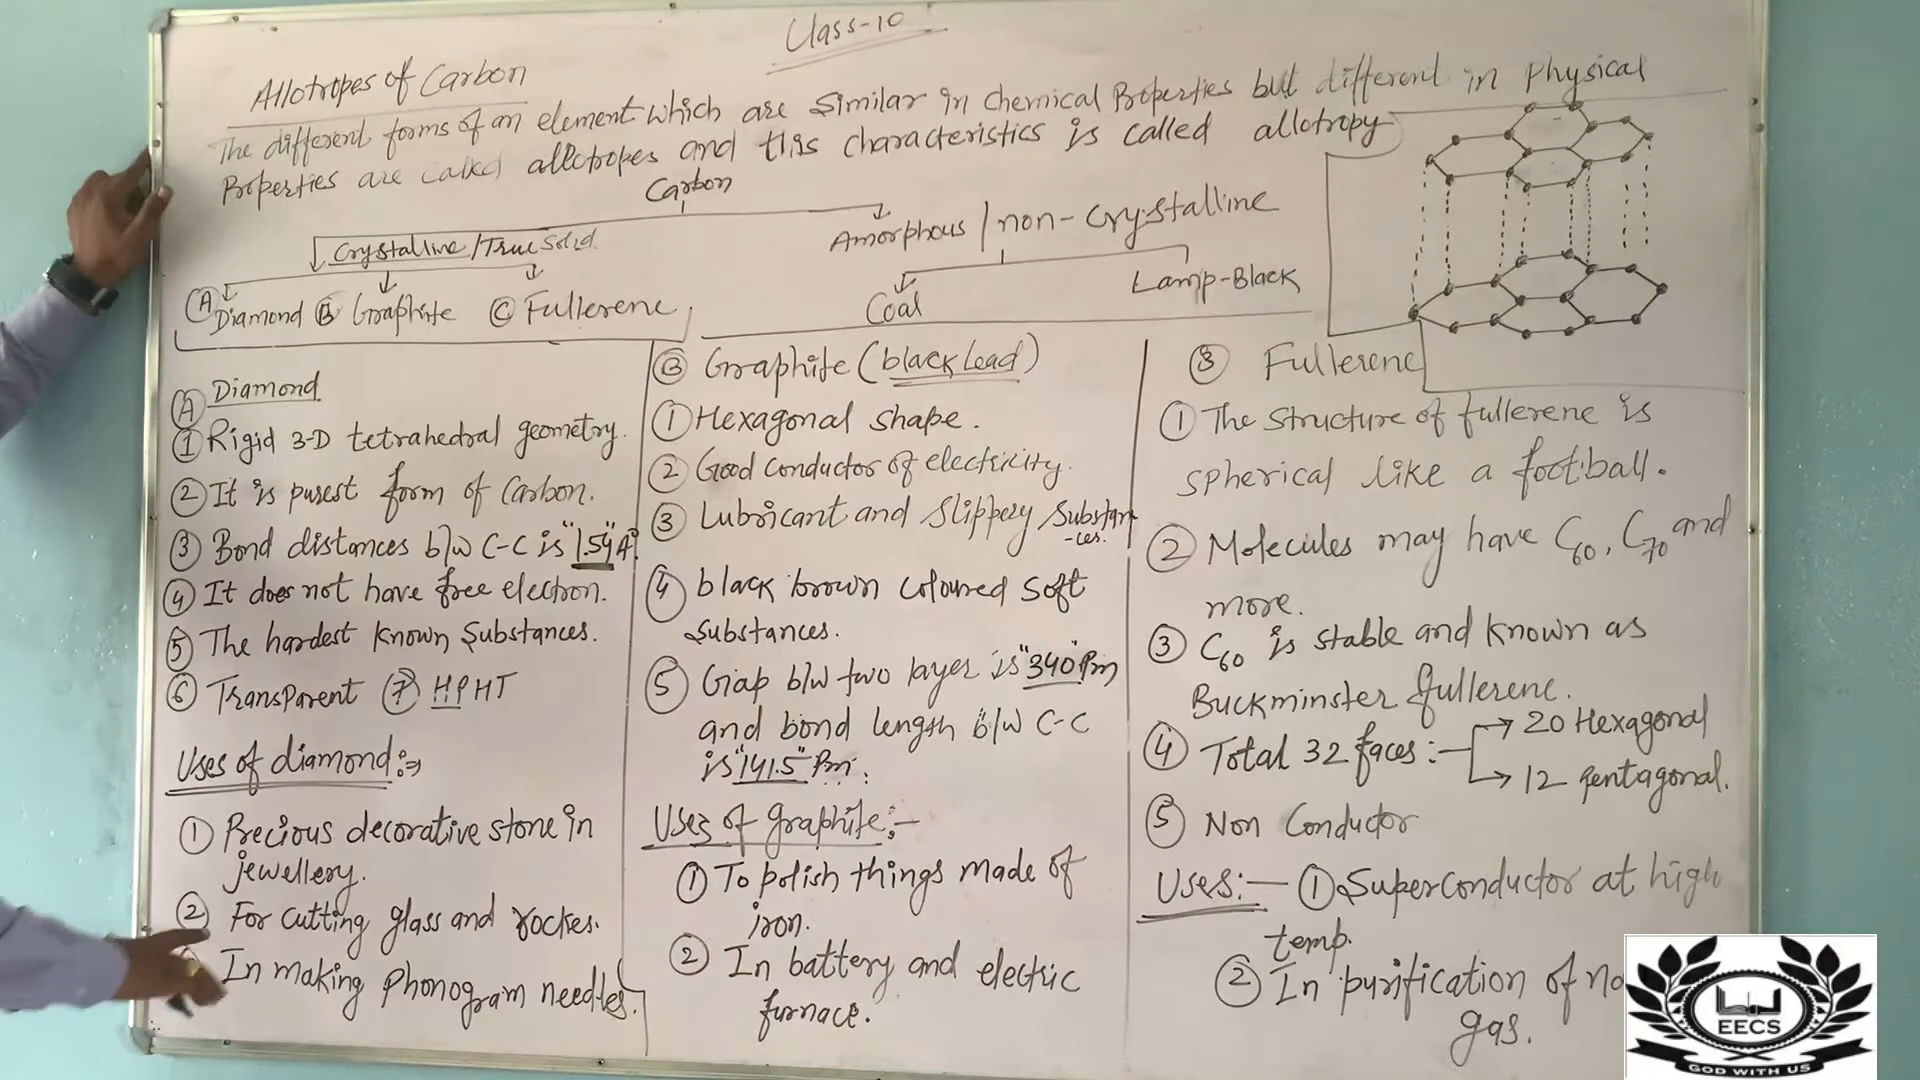 Class-10
Allotropes of Carbon
The different forms of an element which are similar in chemical Properties but different in Physical
Properties are called allotropes and this characteristics is called allotropy
Carbon
Crystalline/True Solid
Amorphous / non-crystalline
(A) Diamond (B) Graphite (C) Fullerene
Coal
Lamp-Black
(A) Diamond
(1) Rigid 3-D tetrahedral geometry.
(2) It is purest form of Carbon.
(3) Bond distances b/w C-C is "1.54" A°
(4) It does not have free electron.
(5) The hardest known substances.
(6) Transparent (7) HPHT
Uses of diamond:⇒
(1) Precious decorative stone in
jewellery.
(2) For cutting glass and rockes.
In making phonogram needles.
(B) Graphite (black Lead)
(1) Hexagonal shape.
(2) Good conductor of electricity.
(3) Lubricant and slippery substan
-ces.
(4) black brown coloured soft
substances.
(5) Gap b/w two layer is "340" Pm
and bond length b/w C-C
is "141.5" Pm.
Uses of graphite:-
(1) To polish things made of
iron.
(2) In battery and electric
furnace.
(3) Fullerene
(1) The structure of fullerene is
spherical like a football.
(2) Molecules may have C₆₀, C₇₀ and
more.
(3) C₆₀ is stable and known as
Buckminster fullerene.
(4) Total 32 faces:- → 20 Hexagonal
→ 12 Pentagonal.
(5) Non Conductor
Uses:- (1) Superconductor at high
temp.
(2) In purification of no
gas.
EECS
GOD WITH US